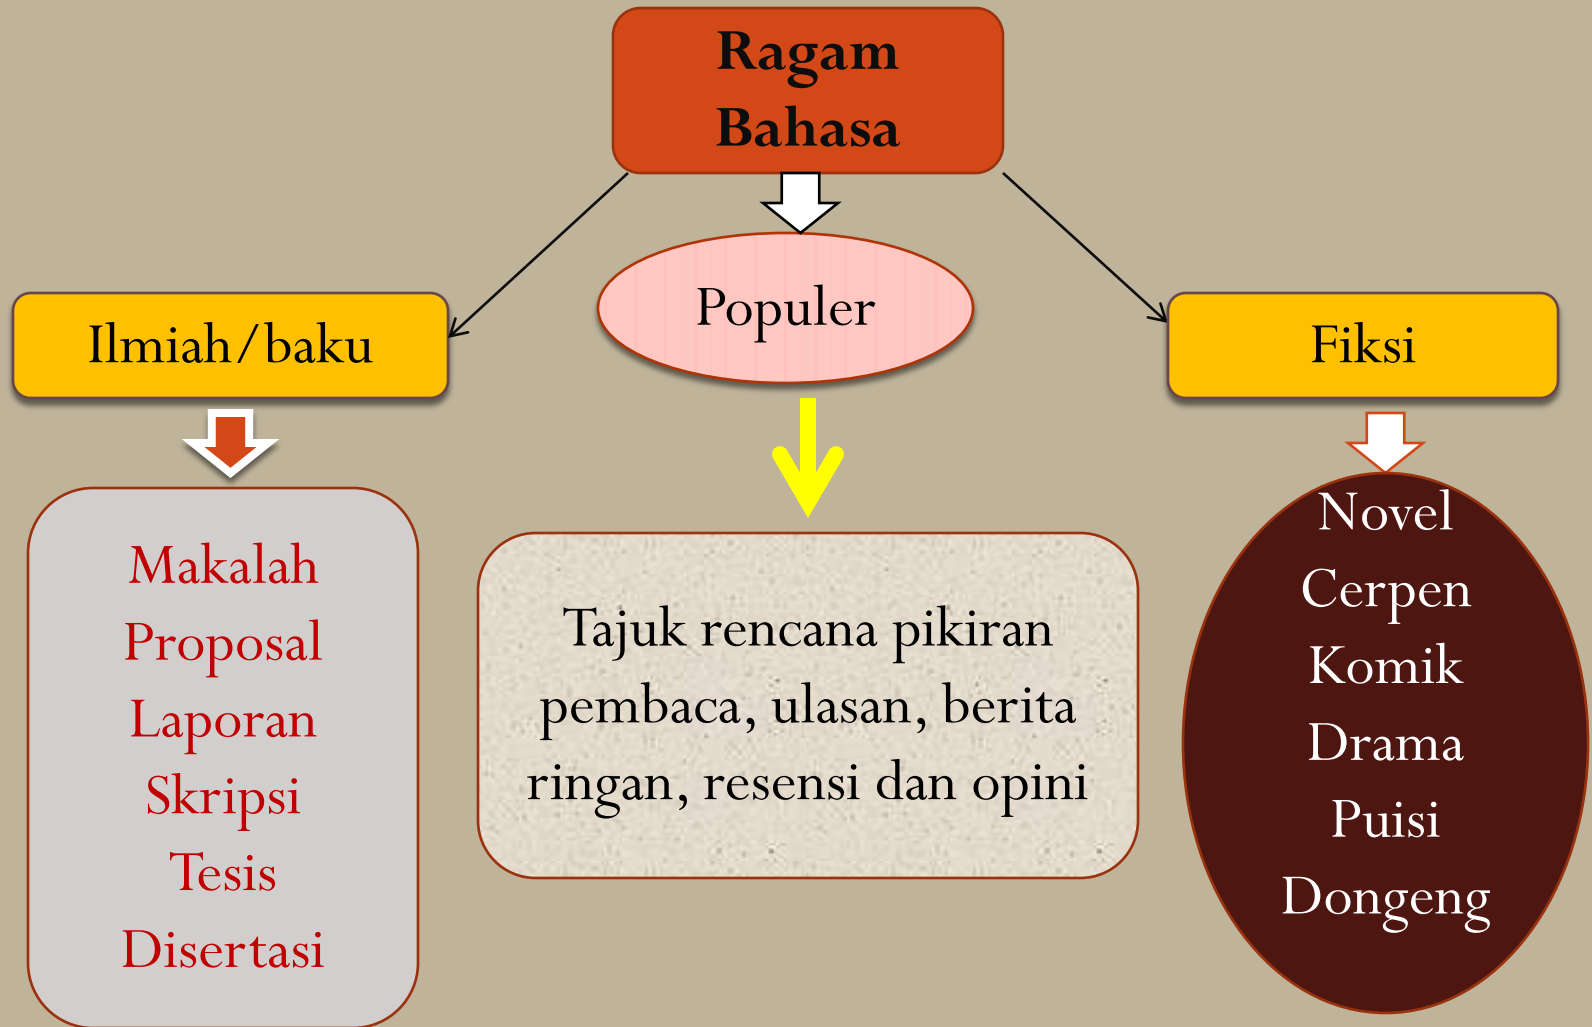 Ragam
Bahasa
Populer
Ilmiah/baku
Fiksi
Makalah
Proposal
Laporan
Skripsi
Tesis
Disertasi
Tajuk rencana pikiran
pembaca, ulasan, berita
ringan, resensi dan opini
Novel
Cerpen
Komik
Drama
Puisi
Dongeng